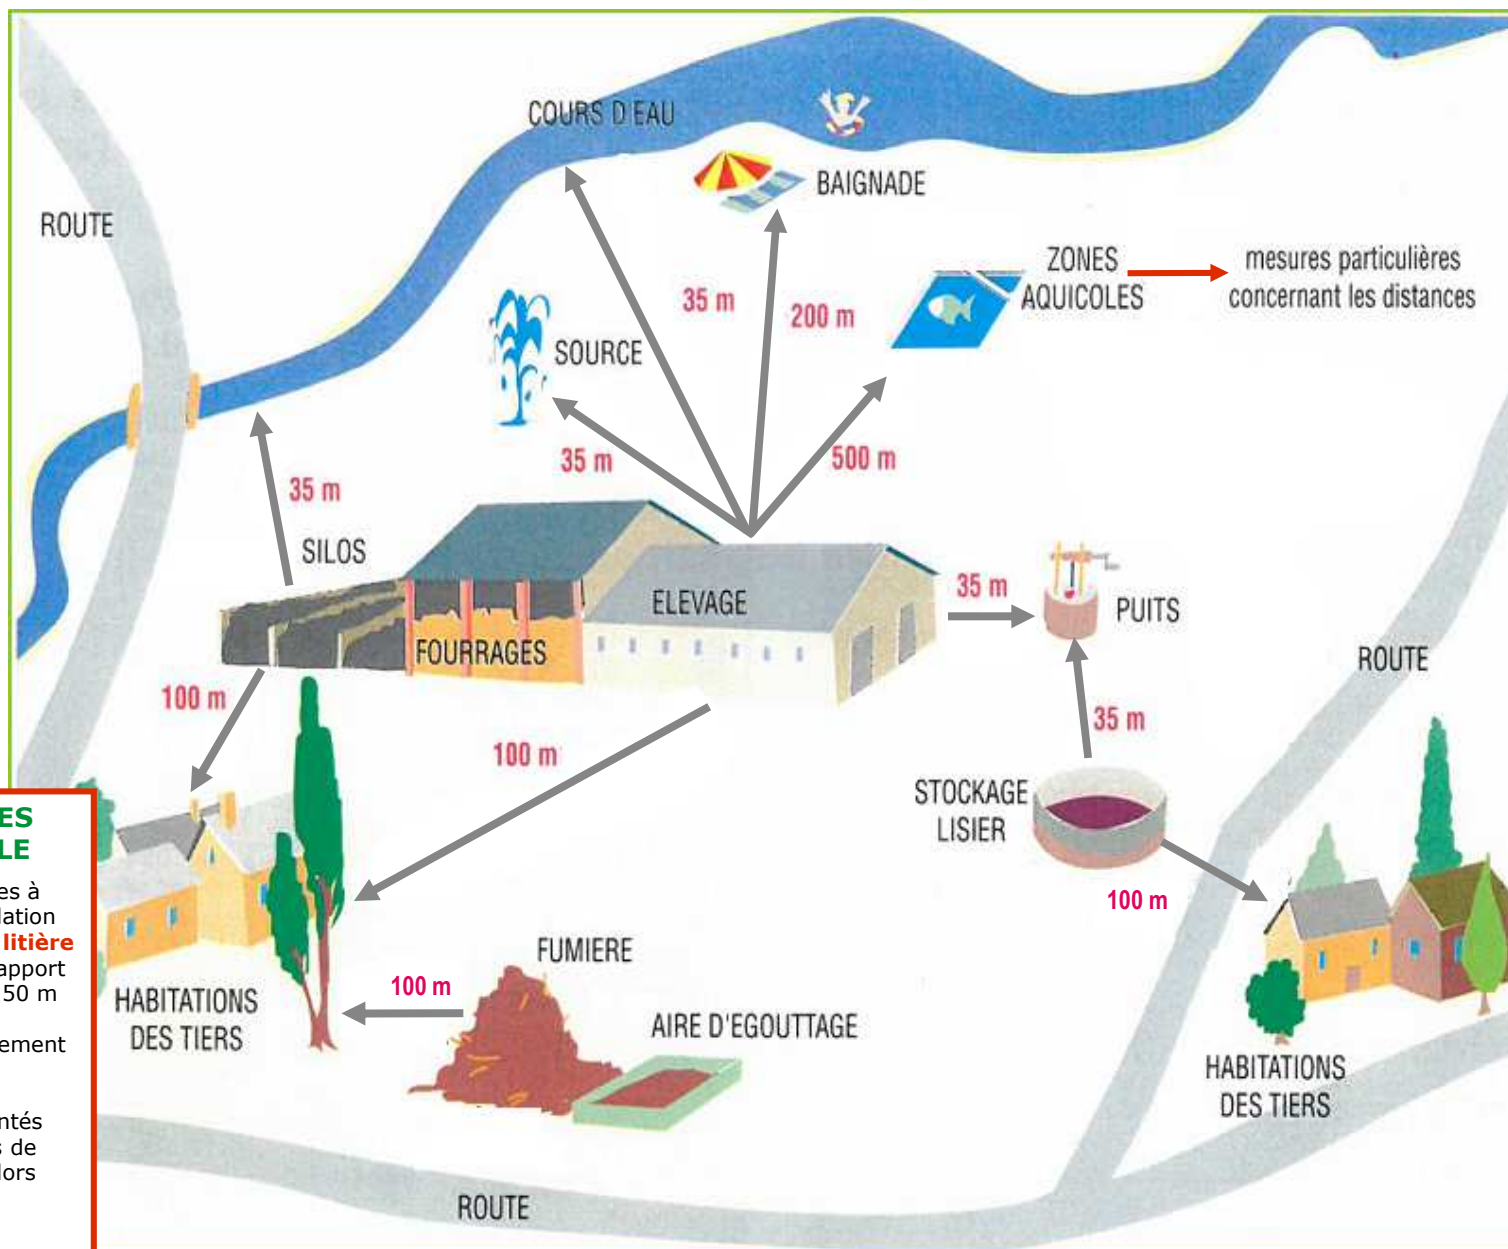 COURS D'EAU
BAIGNADE
ROUTE
ZONES
AQUICOLES
mesures particulières
concernant les distances
35 m
200 m
SOURCE
35 m
500 m
35 m
SILOS
ELEVAGE
35 m
PUITS
FOURRAGES
ROUTE
100 m
100 m
35 m
STOCKAGE
LISIER
100 m
ES
LE
es à
lation
litière
apport
50 m
ement
ntés
s de
lors
FUMIERE
100 m
HABITATIONS
DES TIERS
AIRE D'EGOUTTAGE
HABITATIONS
DES TIERS
ROUTE